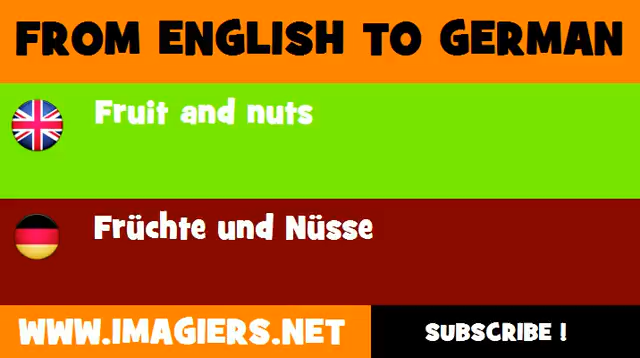 FROM ENGLISH TO GERMAN
Fruit and nuts
Früchte und Nüsse
WWW.IMAGIERS.NET
SUBSCRIBE !